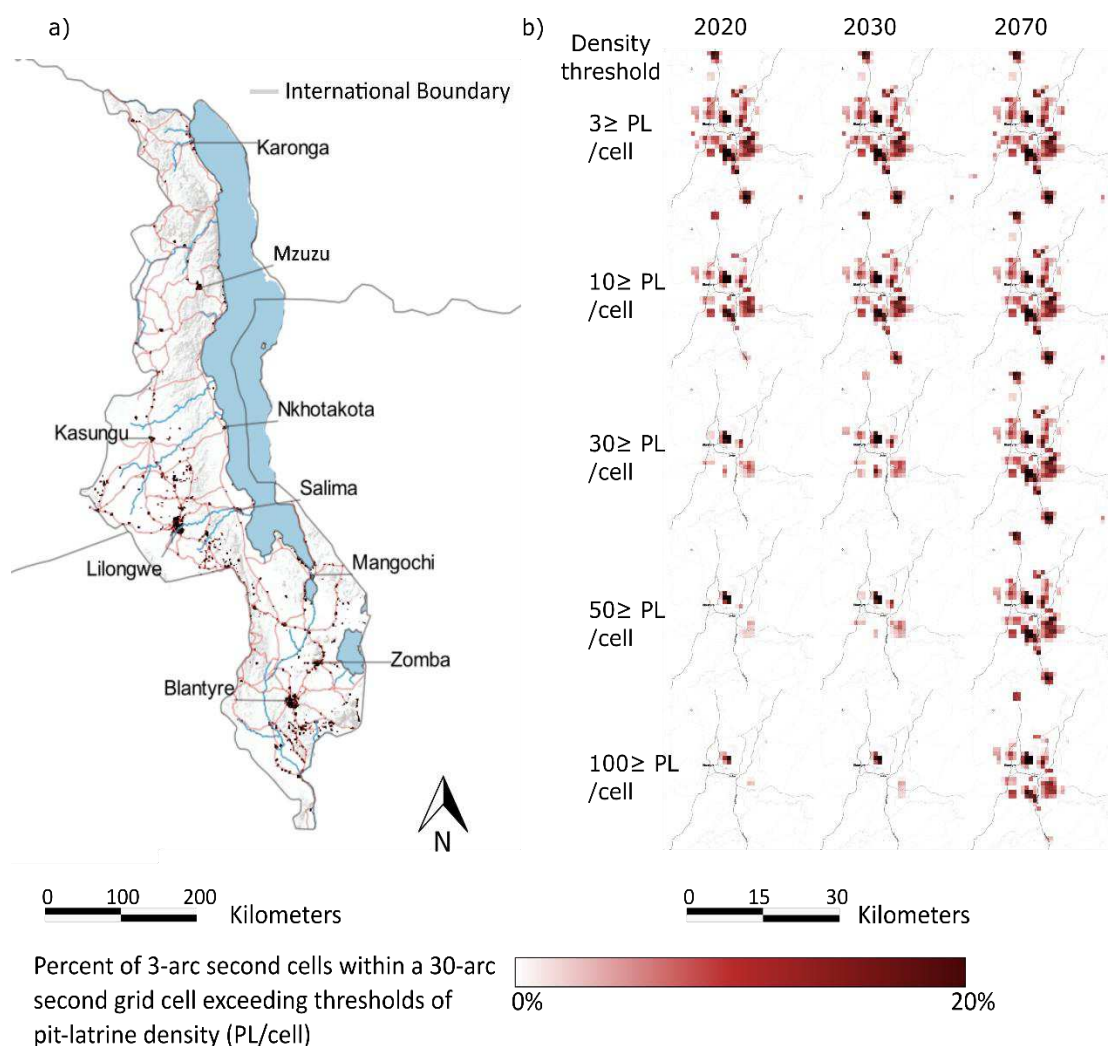 a)
International Boundary
Karonga
Mzuzu
Nkhotakota
Kasungu
Salima
Lilongwe
Mangochi
Zomba
Blantyre
N
0 100 200
Kilometers
b)
2020 2030 2070
Density
threshold
3≥ PL
/cell
10≥ PL
/cell
30≥ PL
/cell
50≥ PL
/cell
100≥ PL
/cell
0 15 30
Kilometers
Percent of 3-arc second cells within a 30-arc
second grid cell exceeding thresholds of
pit-latrine density (PL/cell)
0% 20%